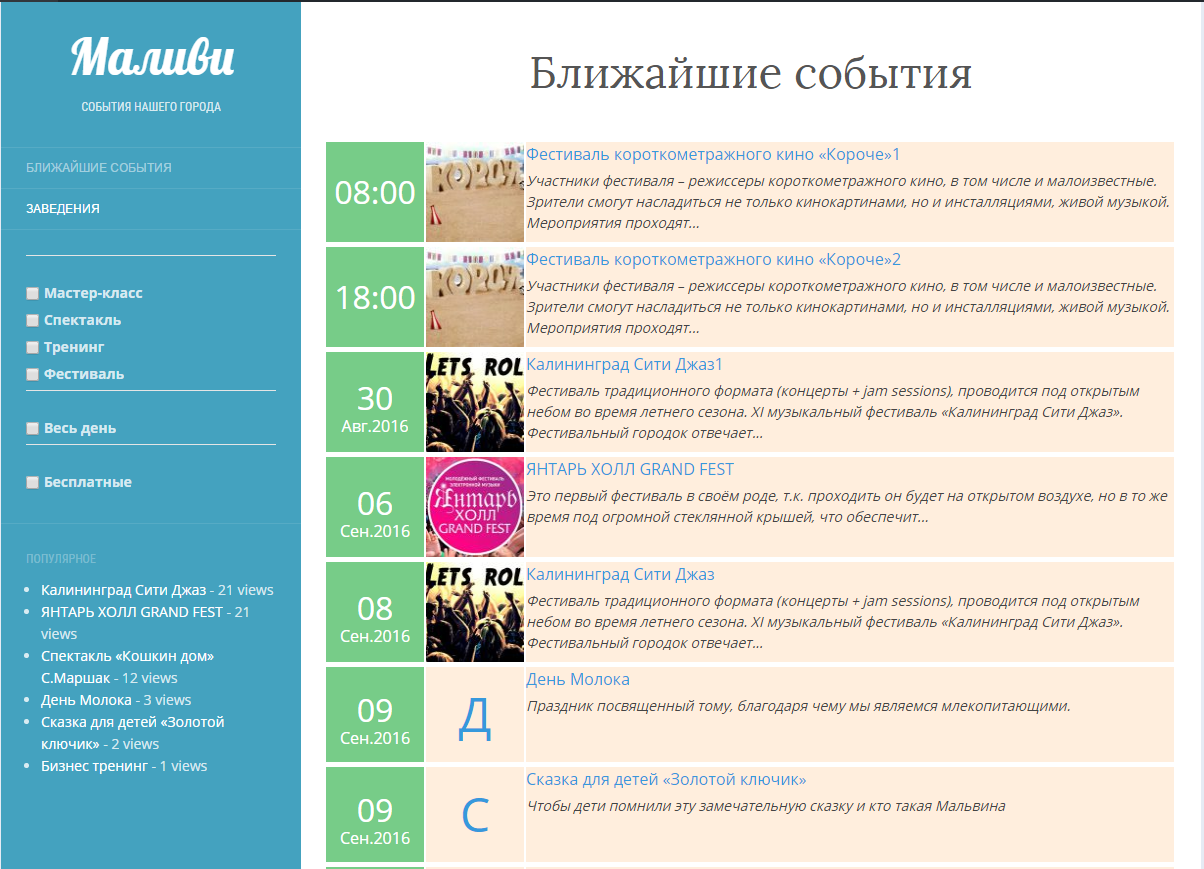 Маливи
СОБЫТИЯ НАШЕГО ГОРОДА
БЛИЖАЙШИЕ СОБЫТИЯ
ЗАВЕДЕНИЯ
Мастер-класс
Спектакль
Тренинг
Фестиваль
Весь день
Бесплатные
ПОПУЛЯРНОЕ
Калининград Сити Джаз - 21 views
ЯНТАРЬ ХОЛЛ GRAND FEST - 21
views
Спектакль «Кошкин дом»
С.Маршак - 12 views
День Молока - 3 views
Сказка для детей «Золотой
ключик» - 2 views
Бизнес тренинг - 1 views
Ближайшие события
08:00
КОРОЧ
Фестиваль короткометражного кино «Короче»1
Участники фестиваля – режиссеры короткометражного кино, в том числе и малоизвестные.
Зрители смогут насладиться не только кинокартинами, но и инсталляциями, живой музыкой.
Мероприятия проходят...
18:00
КОРОЧ
Фестиваль короткометражного кино «Короче»2
Участники фестиваля – режиссеры короткометражного кино, в том числе и малоизвестные.
Зрители смогут насладиться не только кинокартинами, но и инсталляциями, живой музыкой.
Мероприятия проходят...
30
Авг.2016
LETS ROL
Калининград Сити Джаз1
Фестиваль традиционного формата (концерты + jam sessions), проводится под открытым
небом во время летнего сезона. XI музыкальный фестиваль «Калининград Сити Джаз».
Фестивальный городок отвечает...
06
Сен.2016
МОЛОДЁЖНЫЙ ФЕСТИВАЛЬ
ЭЛЕКТРОННОЙ МУЗЫКИ
Янтарь
ХОЛЛ
GRAND FEST
ЯНТАРЬ ХОЛЛ GRAND FEST
Это первый фестиваль в своём роде, т.к. проходить он будет на открытом воздухе, но в то же
время под огромной стеклянной крышей, что обеспечит...
08
Сен.2016
LETS ROL
Калининград Сити Джаз
Фестиваль традиционного формата (концерты + jam sessions), проводится под открытым
небом во время летнего сезона. XI музыкальный фестиваль «Калининград Сити Джаз».
Фестивальный городок отвечает...
09
Сен.2016
Д
День Молока
Праздник посвященный тому, благодаря чему мы являемся млекопитающими.
09
Сен.2016
С
Сказка для детей «Золотой ключик»
Чтобы дети помнили эту замечательную сказку и кто такая Мальвина